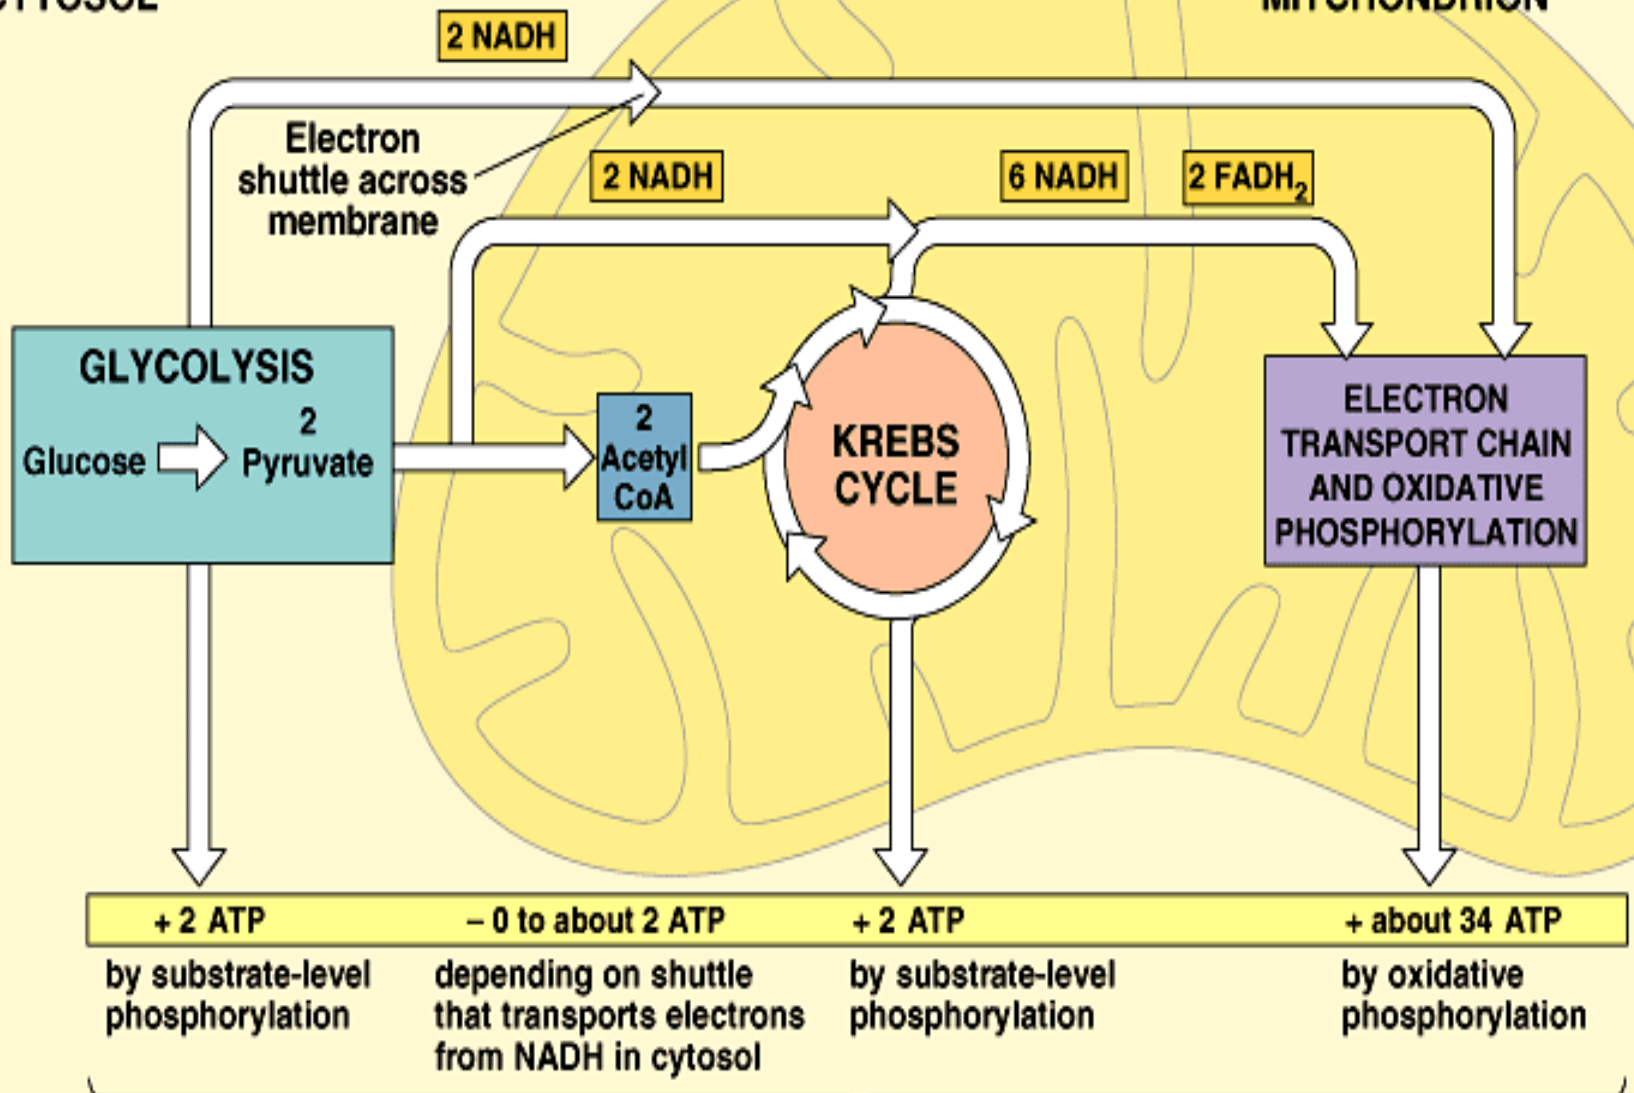 CYTOSOL
MITOCHONDRION
2 NADH
Electron
shuttle across
membrane
2 NADH
6 NADH
2 FADH₂
GLYCOLYSIS
Glucose
2
Pyruvate
2
Acetyl
CoA
KREBS
CYCLE
ELECTRON
TRANSPORT CHAIN
AND OXIDATIVE
PHOSPHORYLATION
+ 2 ATP
by substrate-level
phosphorylation
– 0 to about 2 ATP
depending on shuttle
that transports electrons
from NADH in cytosol
+ 2 ATP
by substrate-level
phosphorylation
+ about 34 ATP
by oxidative
phosphorylation